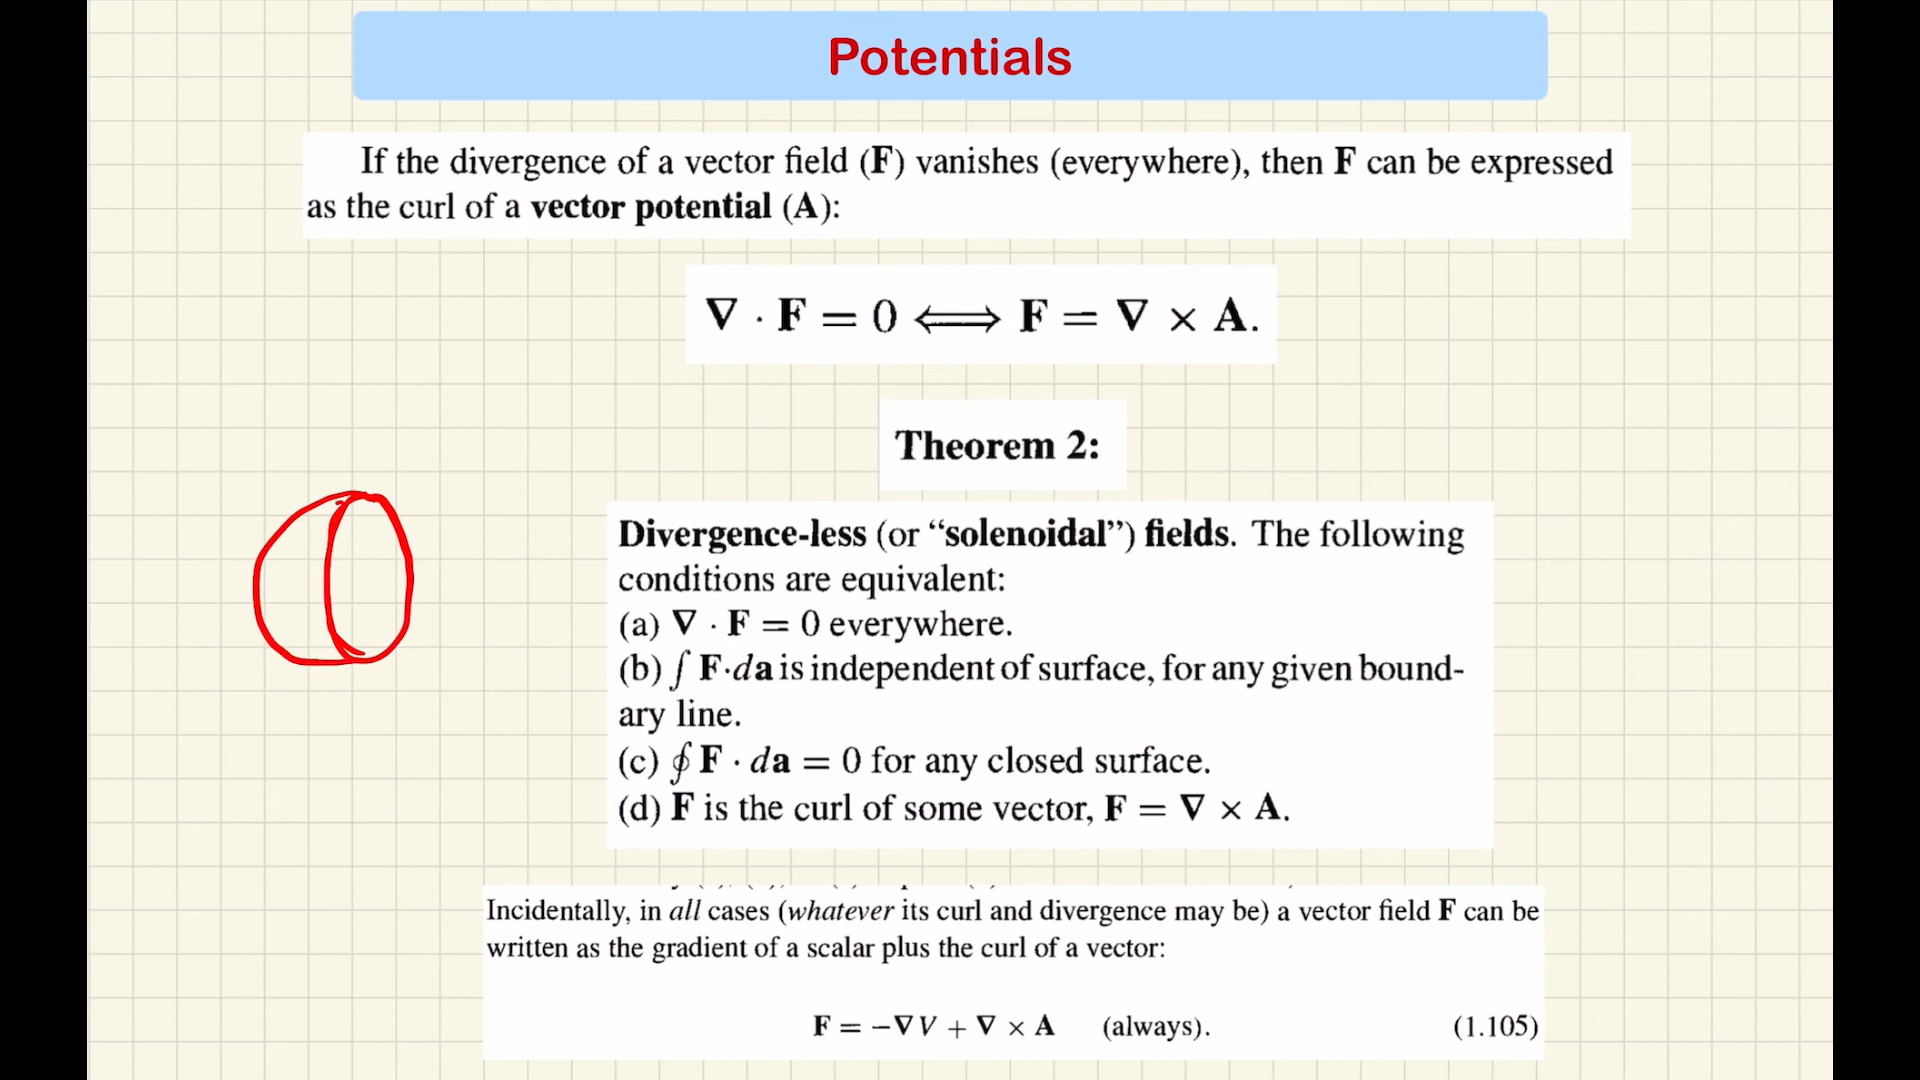 Potentials
If the divergence of a vector field (F) vanishes (everywhere), then F can be expressed
as the curl of a vector potential (A):
∇ · F = 0 ⟺ F = ∇ × A.
Theorem 2:
Divergence-less (or “solenoidal”) fields. The following
conditions are equivalent:
(a) ∇ · F = 0 everywhere.
(b) ∫ F·da is independent of surface, for any given bound-
ary line.
(c) ∮ F · da = 0 for any closed surface.
(d) F is the curl of some vector, F = ∇ × A.
Incidentally, in all cases (whatever its curl and divergence may be) a vector field F can be
written as the gradient of a scalar plus the curl of a vector:
F = −∇V + ∇ × A (always). (1.105)